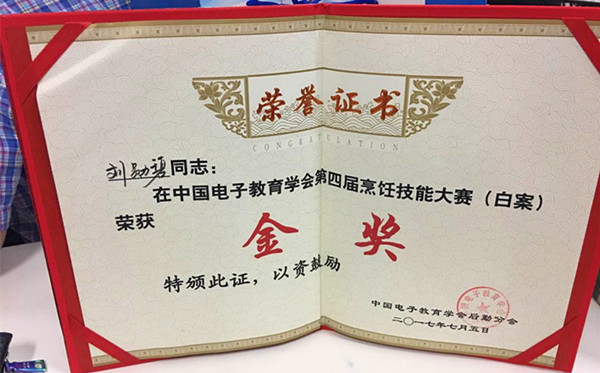 荣誉证书
CONGRATULATION
刘勋碧同志：
在中国电子教育学会第四届烹饪技能大赛（白案）
荣获
金奖
特颁此证，以资鼓励
中国电子教育学会后勤分会
二〇一七年七月五日